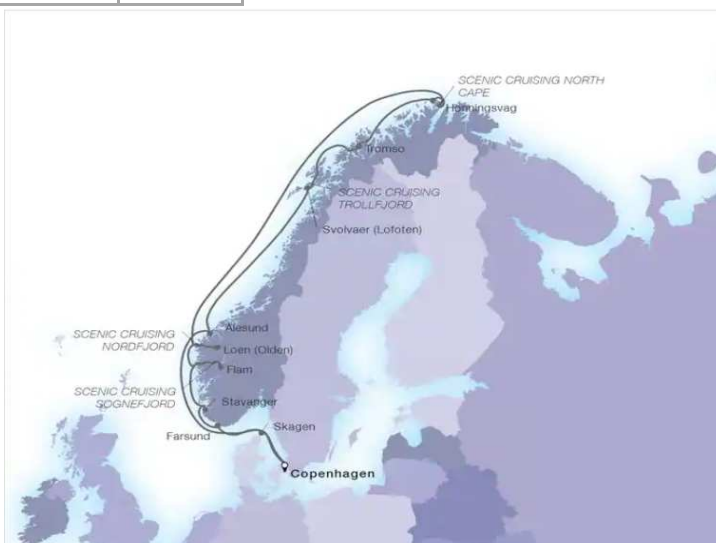 SCENIC CRUISING NORTH
CAPE
Honningsvag
Tromso
SCENIC CRUISING
TROLLFJORD
Svolvaer (Lofoten)
Alesund
SCENIC CRUISING
NORDFJORD
Loen (Olden)
Flam
SCENIC CRUISING
SOGNEFJORD
Stavanger
Skagen
Farsund
Copenhagen